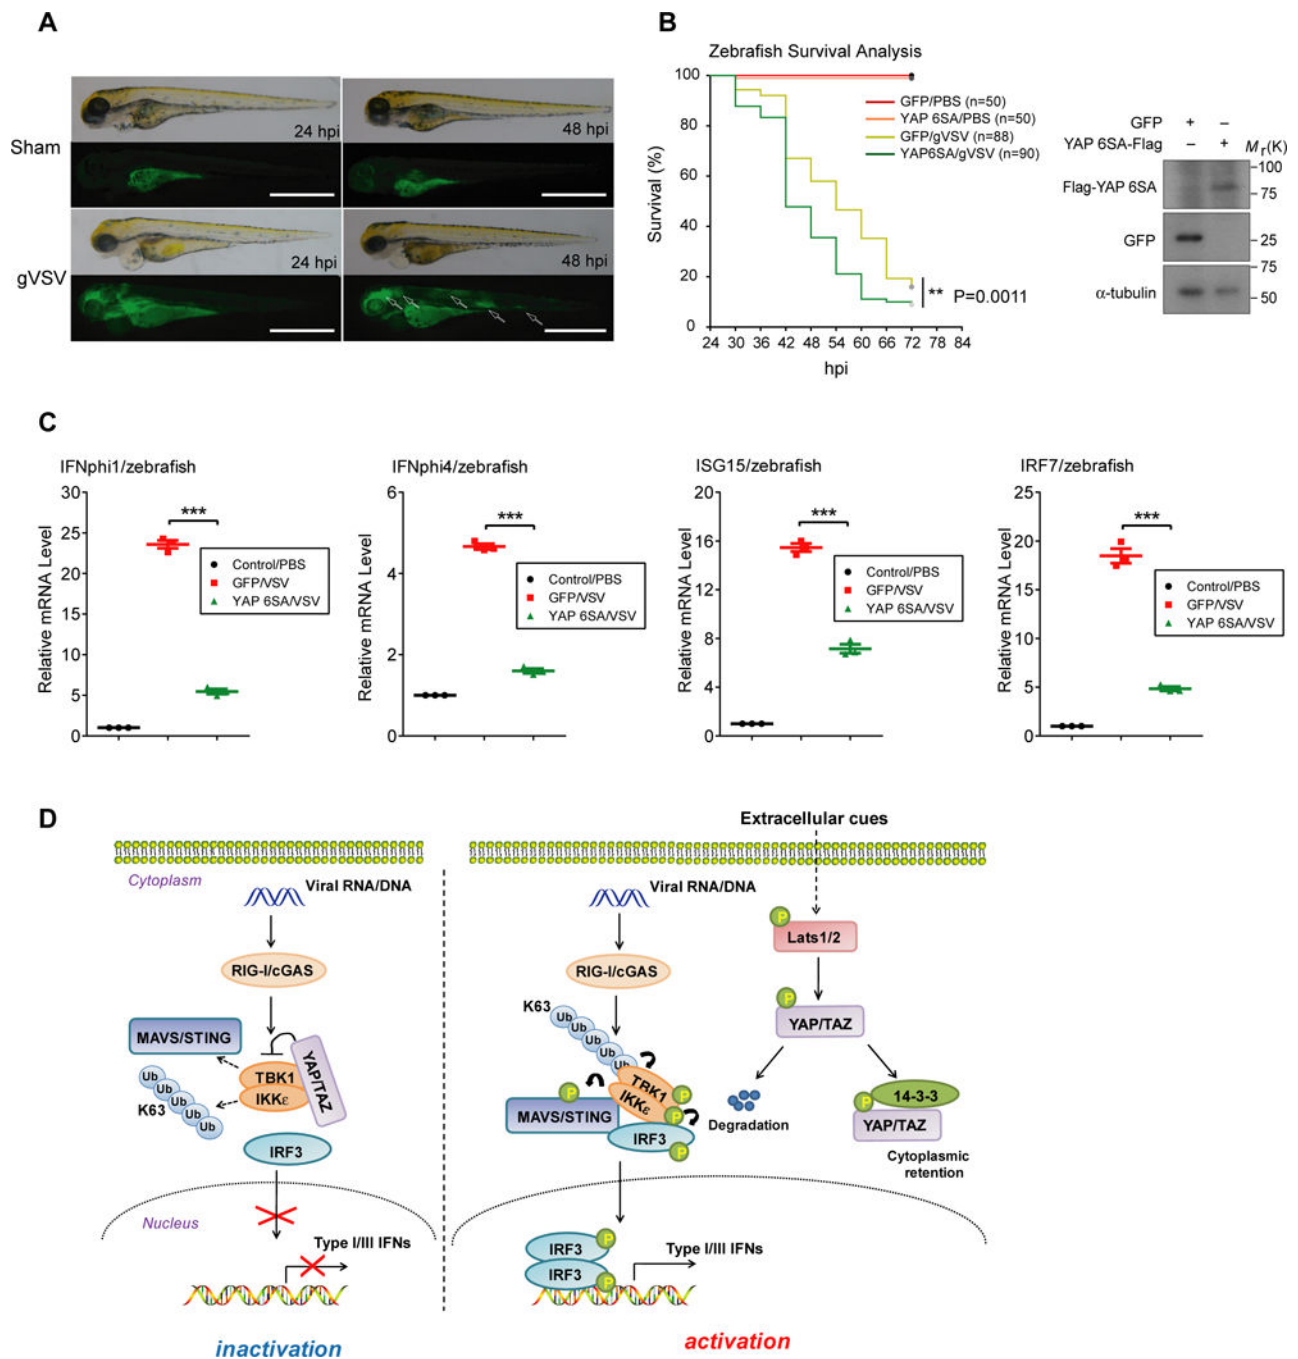 A
Sham
24 hpi
48 hpi
gVSV
24 hpi
48 hpi
B
Zebrafish Survival Analysis
Survival (%)
100
80
60
40
20
0
24 30 36 42 48 54 60 66 72 78 84
hpi
GFP/PBS (n=50)
YAP 6SA/PBS (n=50)
GFP/gVSV (n=88)
YAP6SA/gVSV (n=90)
** P=0.0011
GFP + –
YAP 6SA-Flag – + Mr(K)
Flag-YAP 6SA
100
75
GFP
25
75
α-tubulin
50
C
IFNphi1/zebrafish
Relative mRNA Level
30
25
20
15
10
5
0
***
Control/PBS
GFP/VSV
YAP 6SA/VSV
IFNphi4/zebrafish
Relative mRNA Level
6
4
2
0
***
Control/PBS
GFP/VSV
YAP 6SA/VSV
ISG15/zebrafish
Relative mRNA Level
20
16
12
8
4
0
***
Control/PBS
GFP/VSV
YAP 6SA/VSV
IRF7/zebrafish
Relative mRNA Level
25
20
15
10
5
0
***
Control/PBS
GFP/VSV
YAP 6SA/VSV
D
Cytoplasm
Viral RNA/DNA
RIG-I/cGAS
MAVS/STING
YAP/TAZ
TBK1
IKKε
Ub
Ub
Ub
Ub
Ub
K63
IRF3
Nucleus
Type I/III IFNs
inactivation
Extracellular cues
Viral RNA/DNA
P
Lats1/2
RIG-I/cGAS
P
YAP/TAZ
K63
Ub
Ub
Ub
Ub
Ub
TBK1
P
IKKε
P
P
MAVS/STING
IRF3
P
Degradation
14-3-3
P
YAP/TAZ
Cytoplasmic
retention
IRF3
P
IRF3
P
Type I/III IFNs
activation